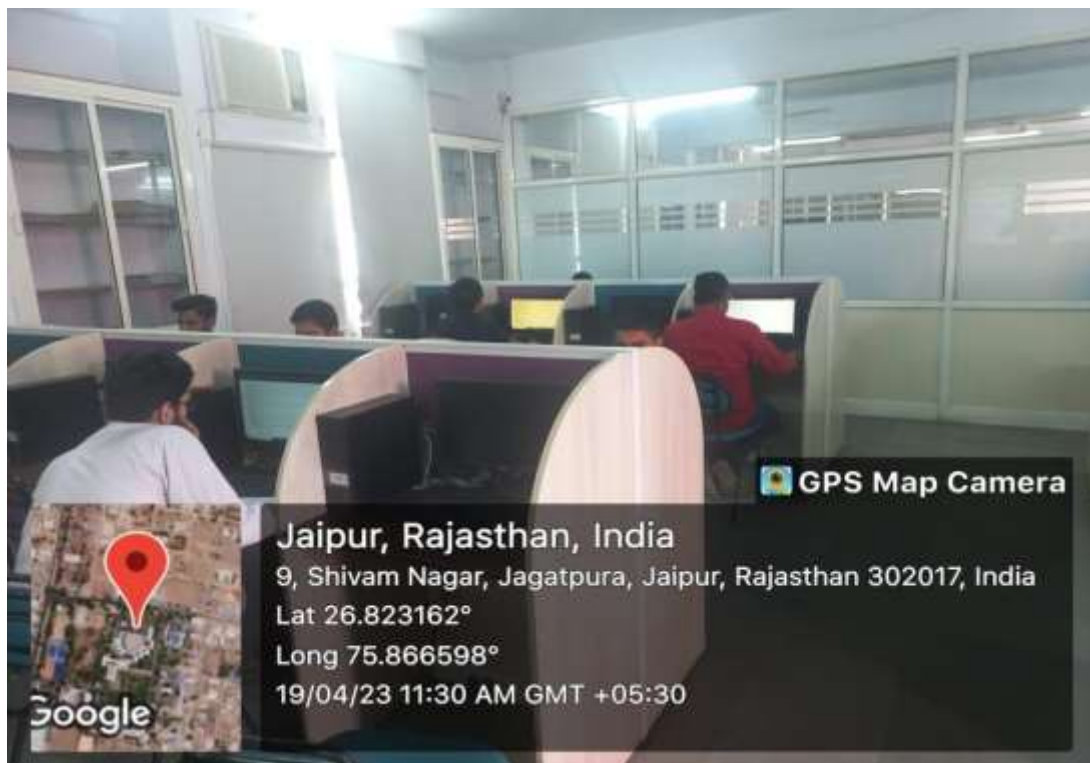 GPS Map Camera
Jaipur, Rajasthan, India
9, Shivam Nagar, Jagatpura, Jaipur, Rajasthan 302017, India
Lat 26.823162°
Long 75.866598°
19/04/23 11:30 AM GMT +05:30
Google